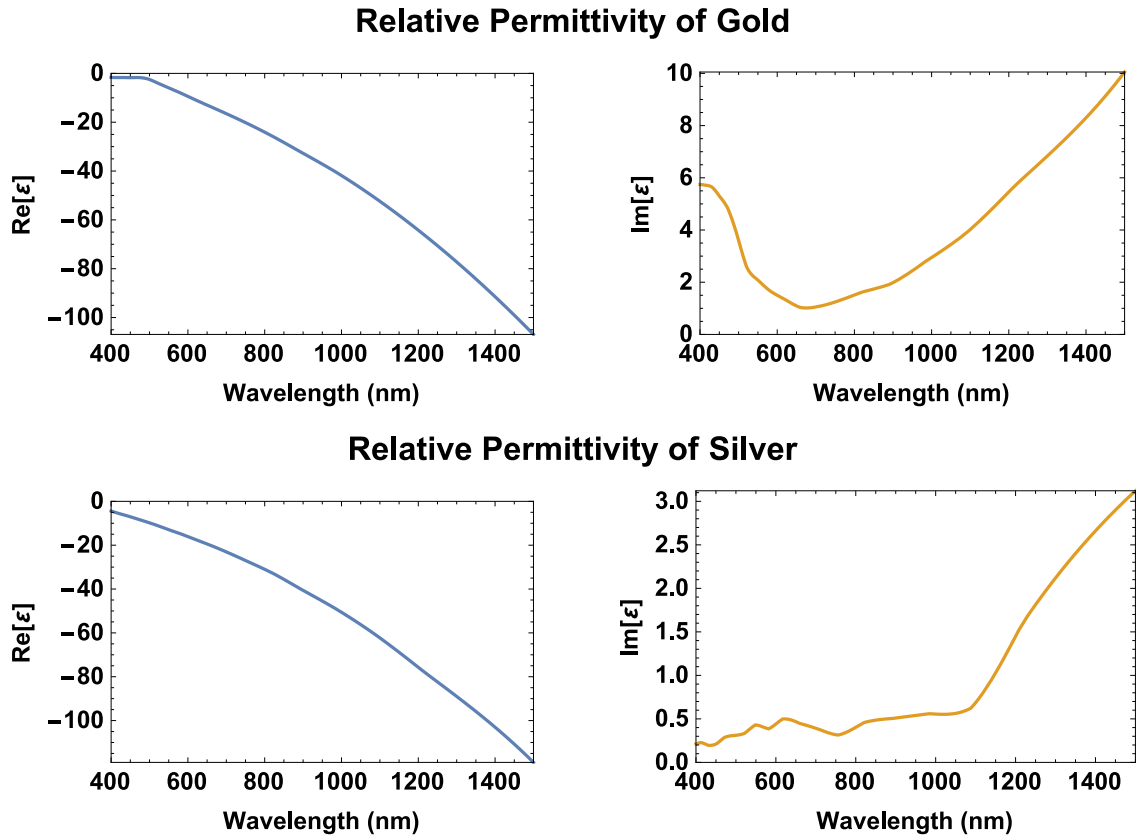 Relative Permittivity of Gold
Re[ε]
0
−20
−40
−60
−80
−100
400 600 800 1000 1200 1400
Wavelength (nm)
Im[ε]
10
8
6
4
2
0
400 600 800 1000 1200 1400
Wavelength (nm)
Relative Permittivity of Silver
Re[ε]
0
−20
−40
−60
−80
−100
400 600 800 1000 1200 1400
Wavelength (nm)
Im[ε]
3.0
2.5
2.0
1.5
1.0
0.5
0.0
400 600 800 1000 1200 1400
Wavelength (nm)